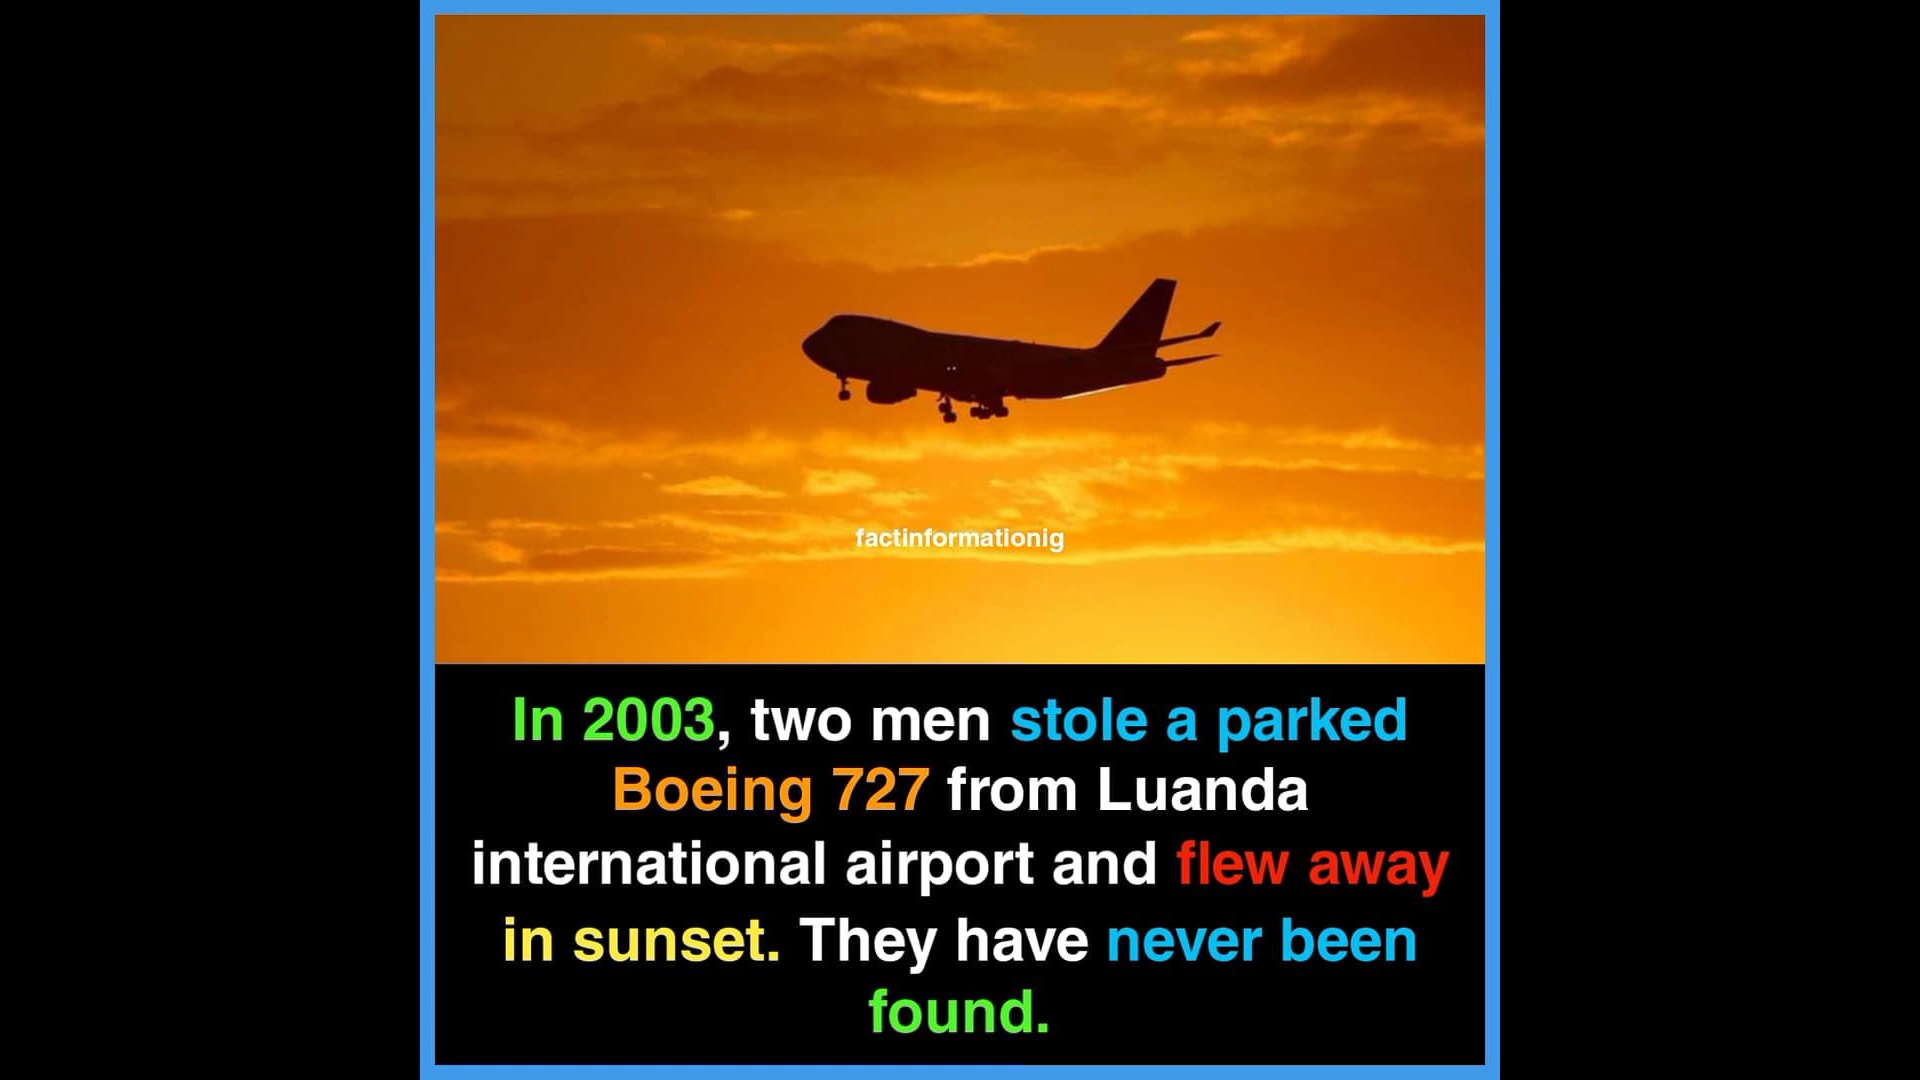 factinformationig
In 2003, two men stole a parked
Boeing 727 from Luanda
international airport and flew away
in sunset. They have never been
found.